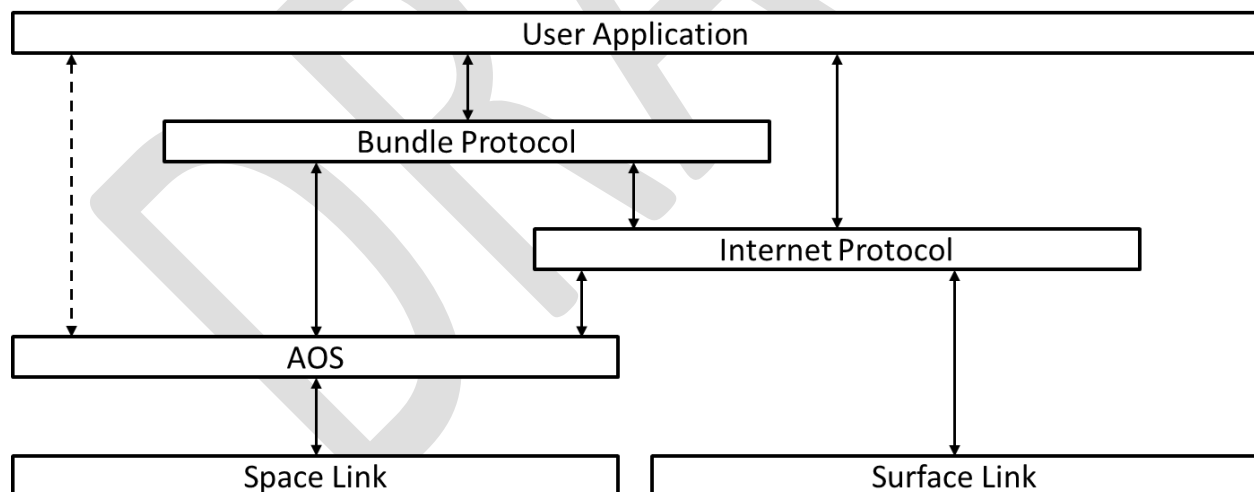 User Application
Bundle Protocol
Internet Protocol
AOS
Space Link
Surface Link